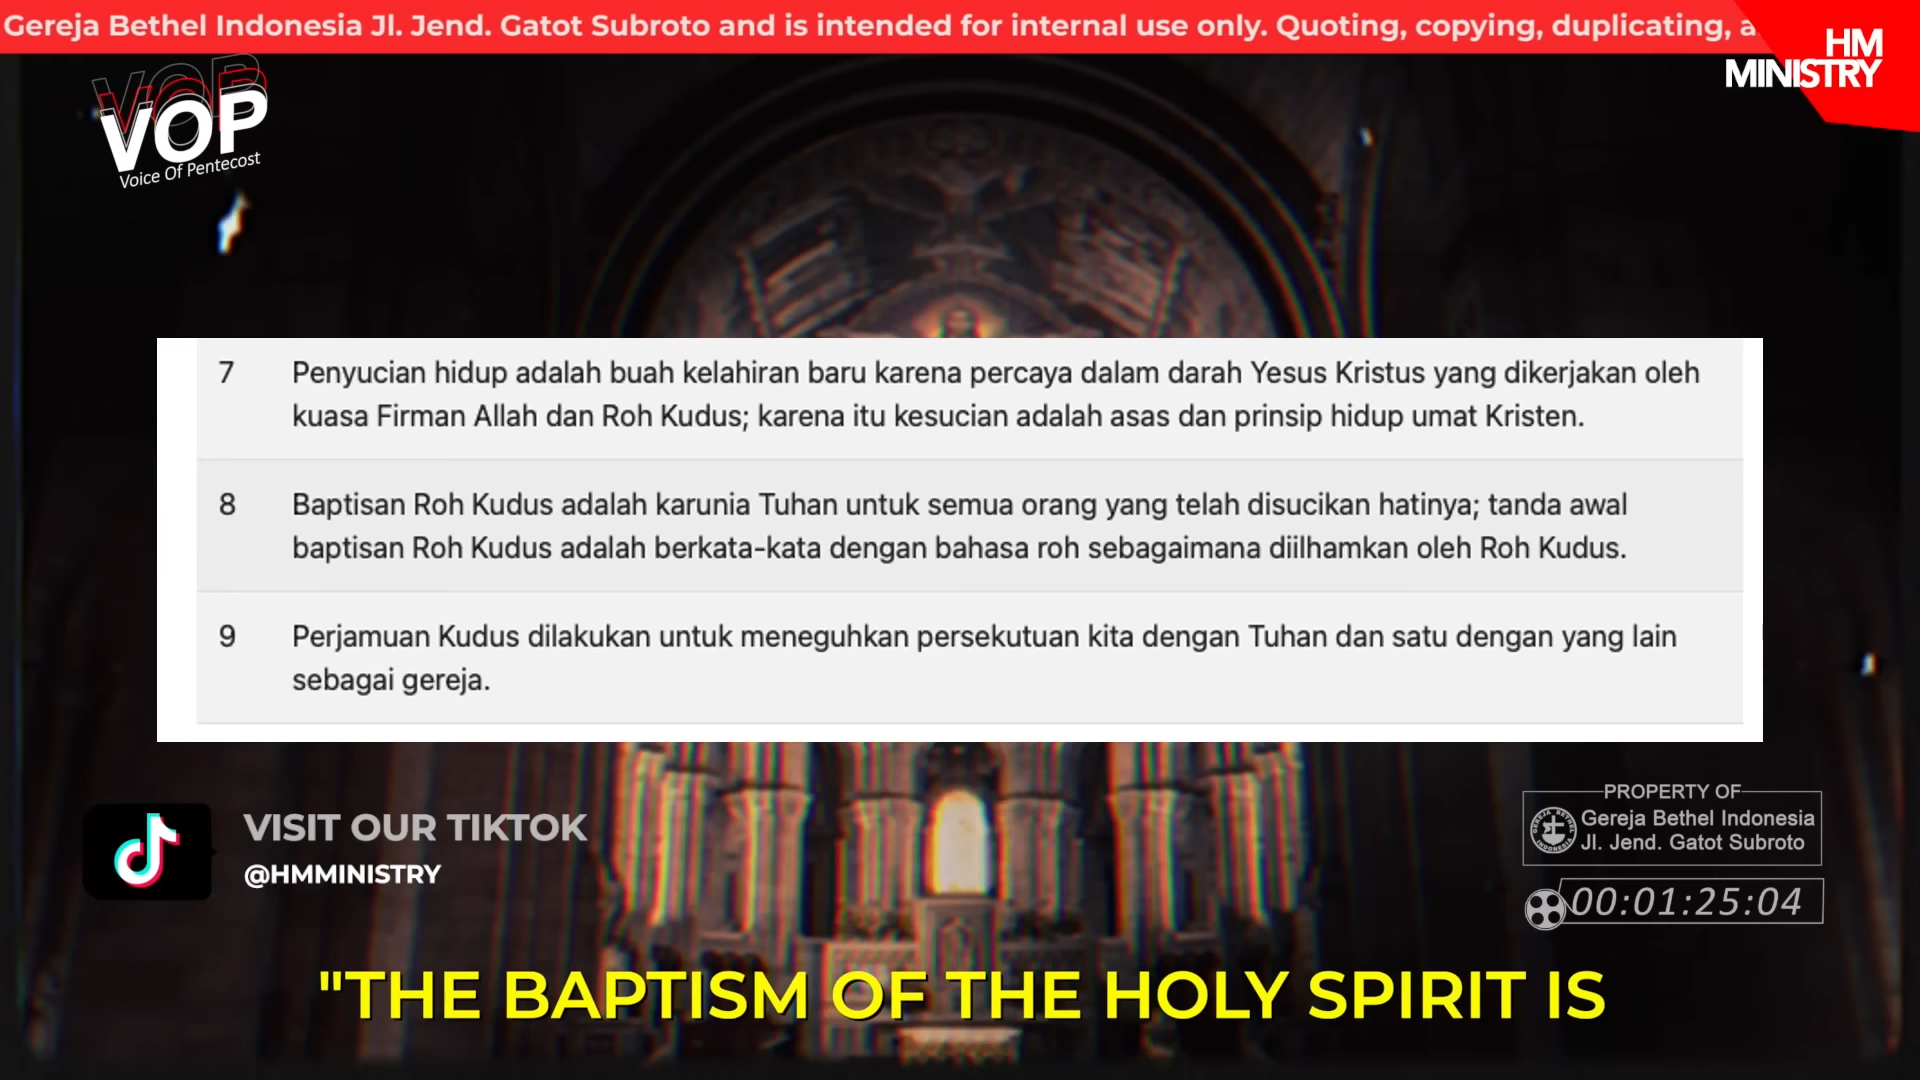 Gereja Bethel Indonesia Jl. Jend. Gatot Subroto and is intended for internal use only. Quoting, copying, duplicating,
HM
MINISTRY
VOP
Voice Of Pentecost
7 Penyucian hidup adalah buah kelahiran baru karena percaya dalam darah Yesus Kristus yang dikerjakan oleh
kuasa Firman Allah dan Roh Kudus; karena itu kesucian adalah asas dan prinsip hidup umat Kristen.
8 Baptisan Roh Kudus adalah karunia Tuhan untuk semua orang yang telah disucikan hatinya; tanda awal
baptisan Roh Kudus adalah berkata-kata dengan bahasa roh sebagaimana diilhamkan oleh Roh Kudus.
9 Perjamuan Kudus dilakukan untuk meneguhkan persekutuan kita dengan Tuhan dan satu dengan yang lain
sebagai gereja.
VISIT OUR TIKTOK
@HMMINISTRY
PROPERTY OF
Gereja Bethel Indonesia
Jl. Jend. Gatot Subroto
00:01:25:04
"THE BAPTISM OF THE HOLY SPIRIT IS